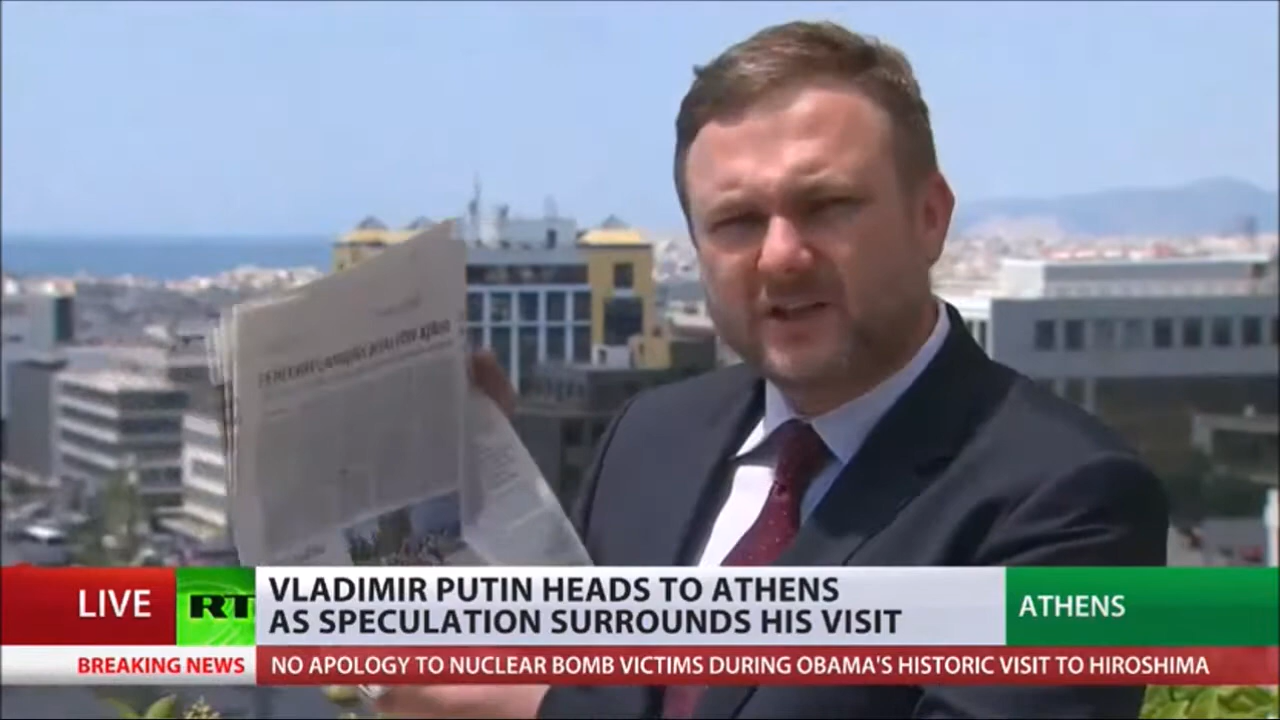 LIVE
RT
VLADIMIR PUTIN HEADS TO ATHENS
AS SPECULATION SURROUNDS HIS VISIT
ATHENS
BREAKING NEWS
NO APOLOGY TO NUCLEAR BOMB VICTIMS DURING OBAMA'S HISTORIC VISIT TO HIROSHIMA